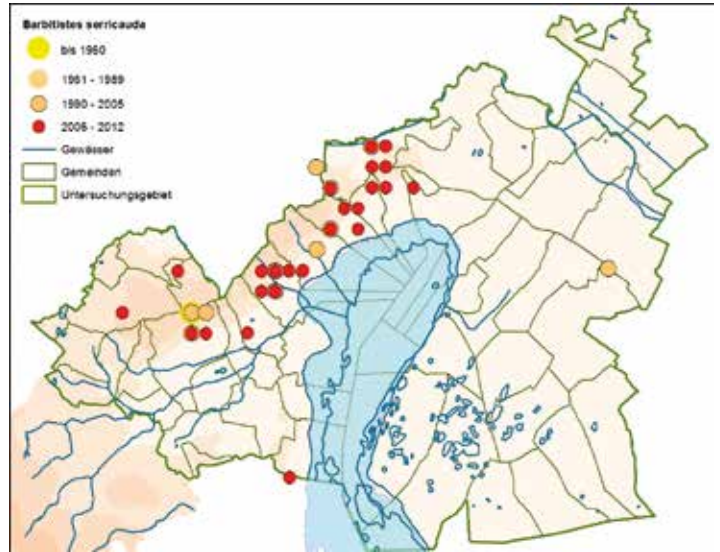 Barbitistes serricauda
bis 1960
1961 - 1989
1990 - 2005
2006 - 2012
Gewässer
Gemeinden
Untersuchungsgebiet